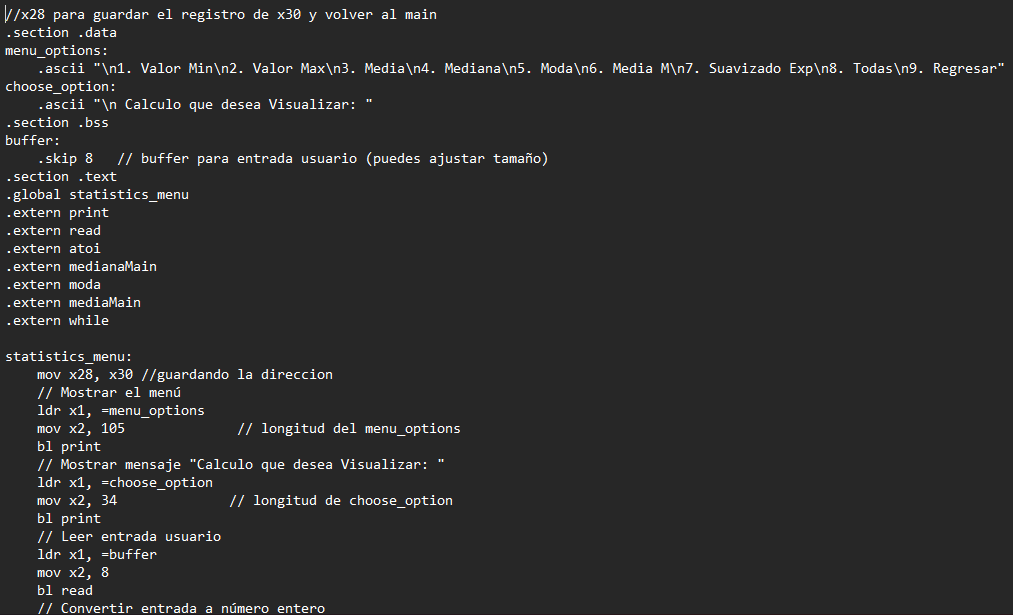 //x28 para guardar el registro de x30 y volver al main
.section .data
menu_options:
    .ascii "\n1. Valor Min\n2. Valor Max\n3. Media\n4. Mediana\n5. Moda\n6. Media M\n7. Suavizado Exp\n8. Todas\n9. Regresar"
choose_option:
    .ascii "\n Calculo que desea Visualizar: "
.section .bss
buffer:
    .skip 8   // buffer para entrada usuario (puedes ajustar tamaño)
.section .text
.global statistics_menu
.extern print
.extern read
.extern atoi
.extern medianaMain
.extern moda
.extern mediaMain
.extern while

statistics_menu:
    mov x28, x30 //guardando la direccion
    // Mostrar el menú
    ldr x1, =menu_options
    mov x2, 105              // longitud del menu_options
    bl print
    // Mostrar mensaje "Calculo que desea Visualizar: "
    ldr x1, =choose_option
    mov x2, 34              // longitud de choose_option
    bl print
    // Leer entrada usuario
    ldr x1, =buffer
    mov x2, 8
    bl read
    // Convertir entrada a número entero